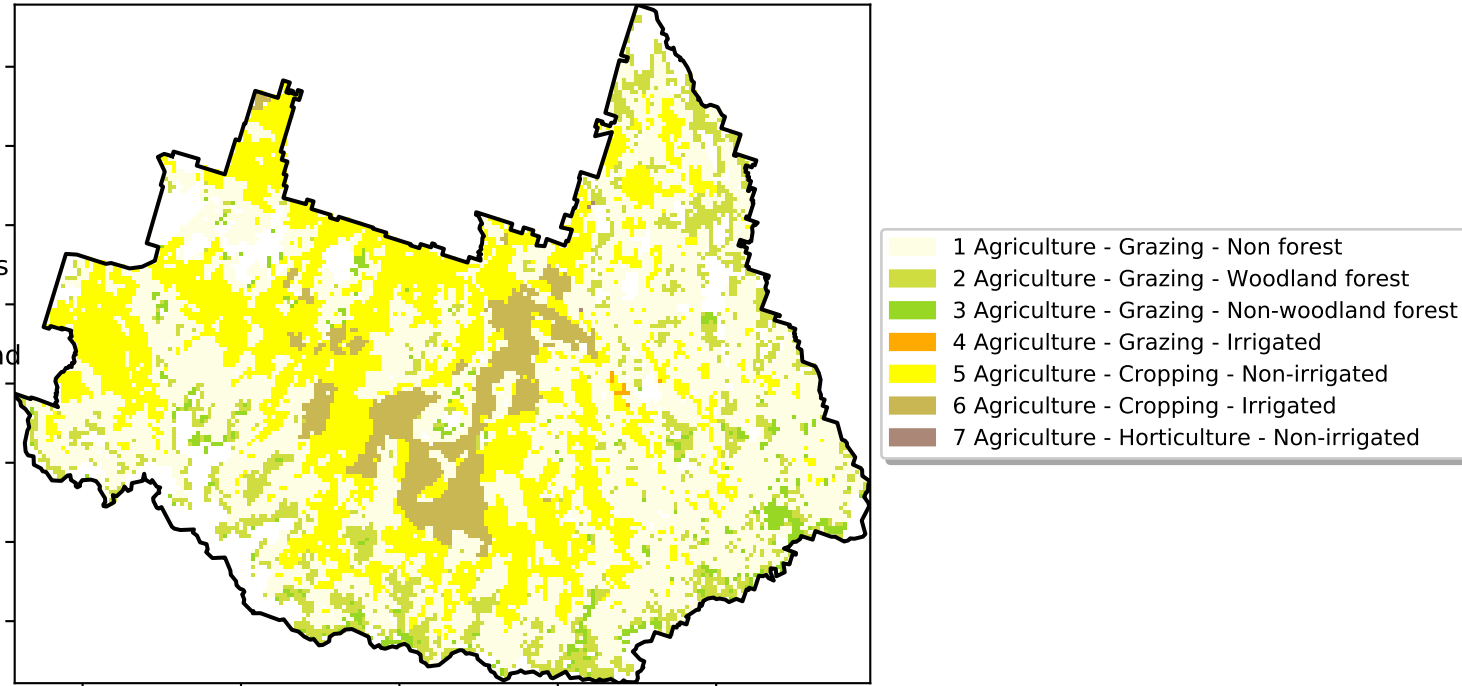 s
nd
1 Agriculture - Grazing - Non forest
2 Agriculture - Grazing - Woodland forest
3 Agriculture - Grazing - Non-woodland forest
4 Agriculture - Grazing - Irrigated
5 Agriculture - Cropping - Non-irrigated
6 Agriculture - Cropping - Irrigated
7 Agriculture - Horticulture - Non-irrigated